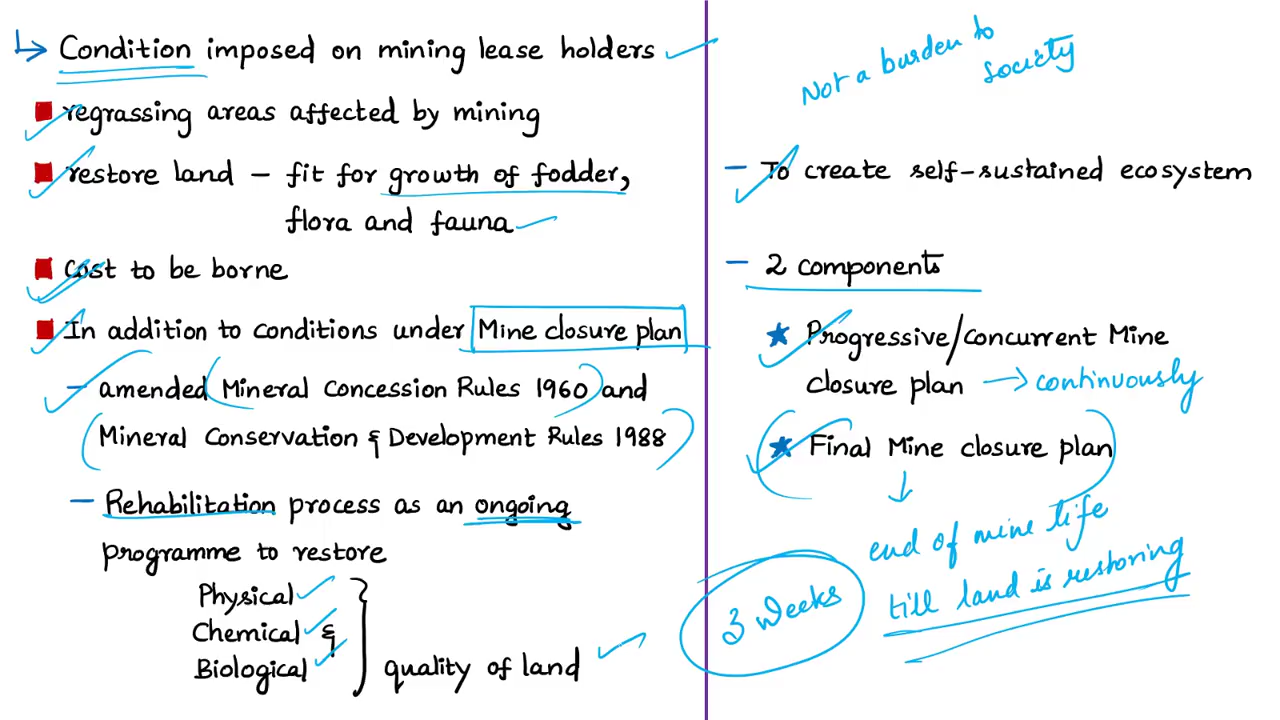 Condition imposed on mining lease holders
regrassing areas affected by mining
restore land – fit for growth of fodder,
flora and fauna
cost to be borne
In addition to conditions under Mine closure plan
– amended (Mineral Concession Rules 1960) and
(Mineral Conservation & Development Rules 1988)
– Rehabilitation process as an ongoing
programme to restore
Physical
Chemical &
Biological
quality of land
Not a burden to
society
– To create self-sustained ecosystem
– 2 components
★ Progressive/concurrent Mine
closure plan → continuously
★ Final Mine closure plan
end of mine life
till land is restoring
3 weeks